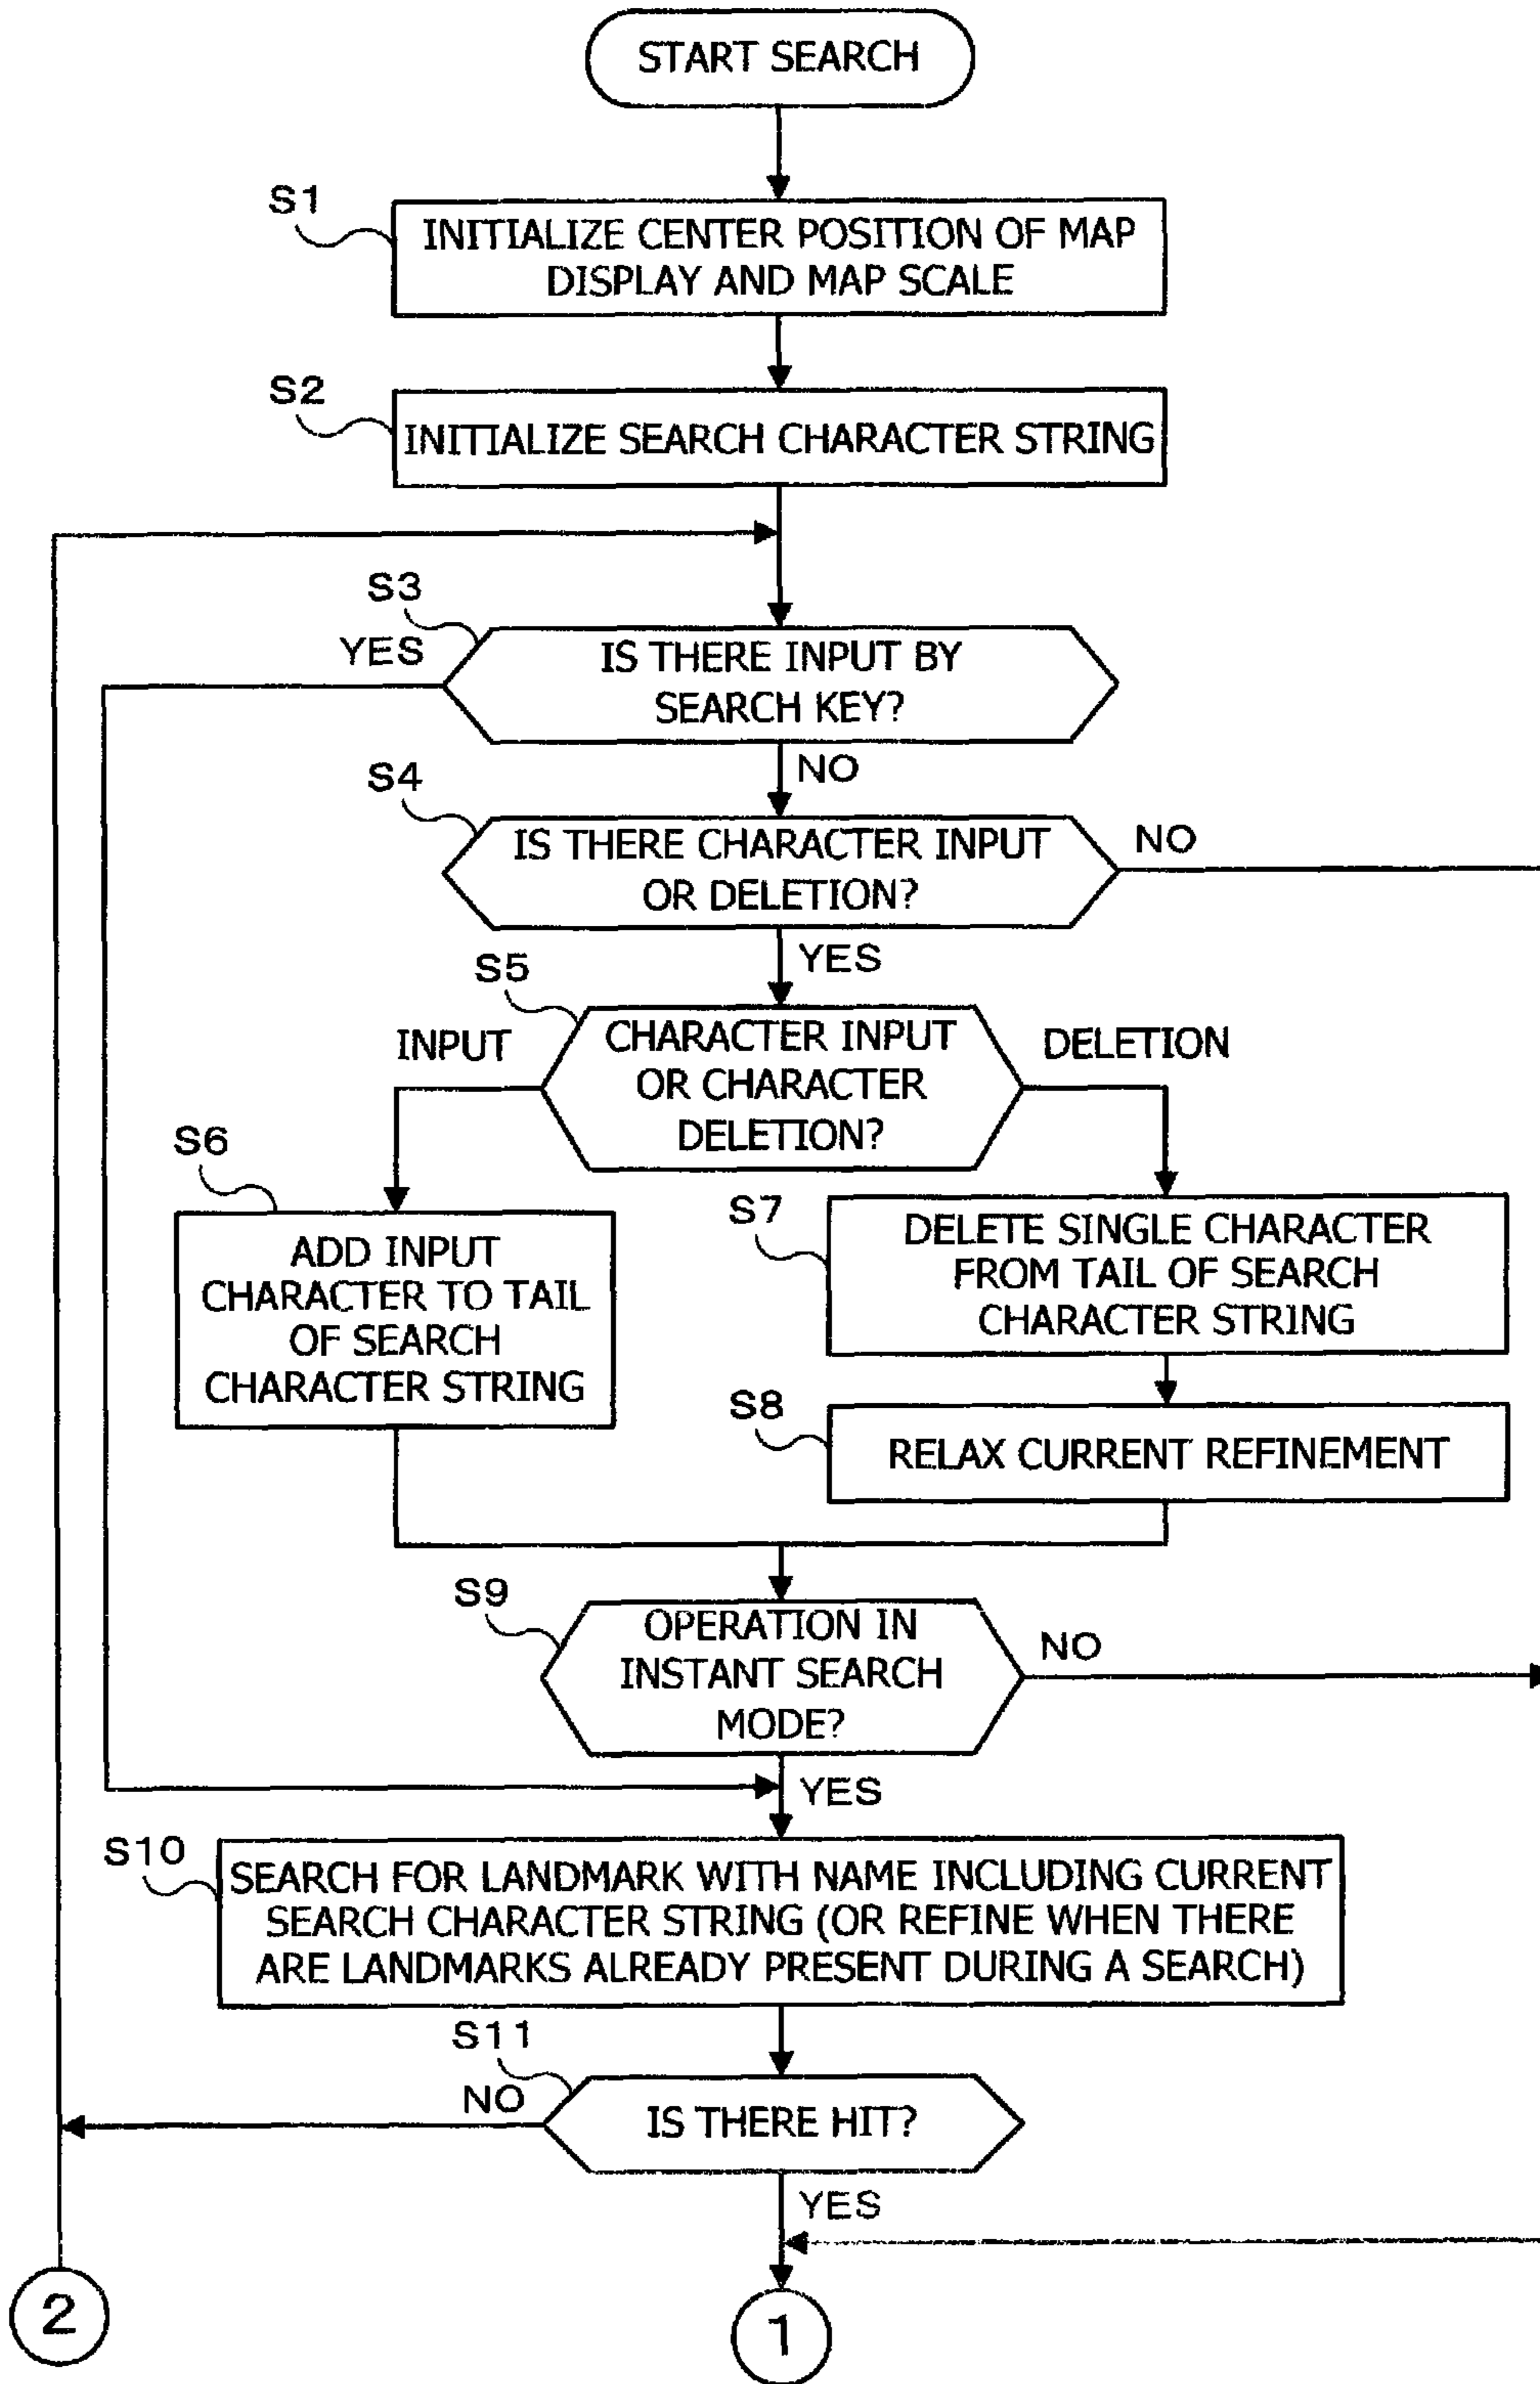 START SEARCH
S1
INITIALIZE CENTER POSITION OF MAP
DISPLAY AND MAP SCALE
S2
INITIALIZE SEARCH CHARACTER STRING
S3
YES
IS THERE INPUT BY
SEARCH KEY?
NO
S4
IS THERE CHARACTER INPUT
OR DELETION?
NO
YES
S5
INPUT
CHARACTER INPUT
OR CHARACTER
DELETION?
DELETION
S6
ADD INPUT
CHARACTER TO TAIL
OF SEARCH
CHARACTER STRING
S7
DELETE SINGLE CHARACTER
FROM TAIL OF SEARCH
CHARACTER STRING
S8
RELAX CURRENT REFINEMENT
S9
OPERATION IN
INSTANT SEARCH
MODE?
NO
YES
S10
SEARCH FOR LANDMARK WITH NAME INCLUDING CURRENT
SEARCH CHARACTER STRING (OR REFINE WHEN THERE
ARE LANDMARKS ALREADY PRESENT DURING A SEARCH)
S11
NO
IS THERE HIT?
YES
2
1